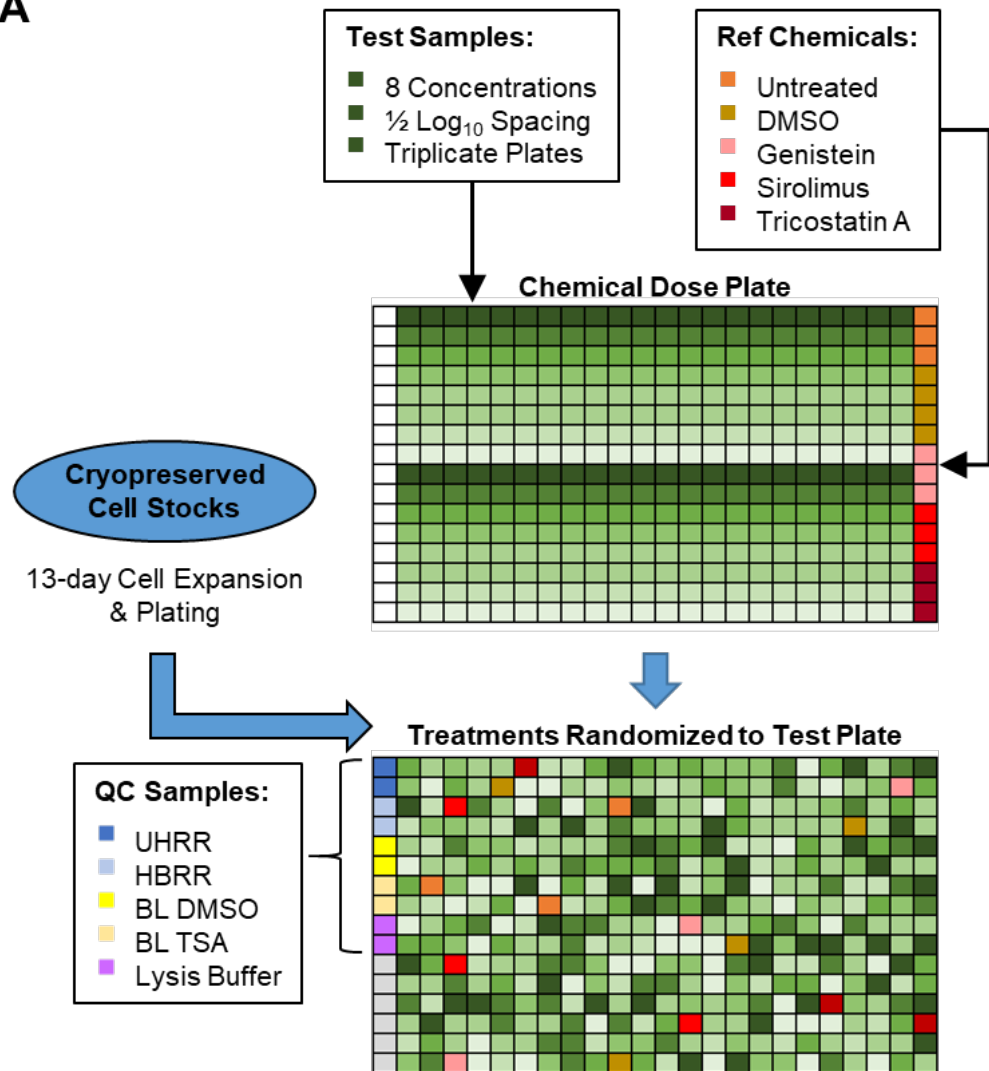 A
Test Samples:
8 Concentrations
½ Log₁₀ Spacing
Triplicate Plates
Ref Chemicals:
Untreated
DMSO
Genistein
Sirolimus
Tricostatin A
Chemical Dose Plate
Cryopreserved
Cell Stocks
13-day Cell Expansion
& Plating
Treatments Randomized to Test Plate
QC Samples:
UHRR
HBRR
BL DMSO
BL TSA
Lysis Buffer